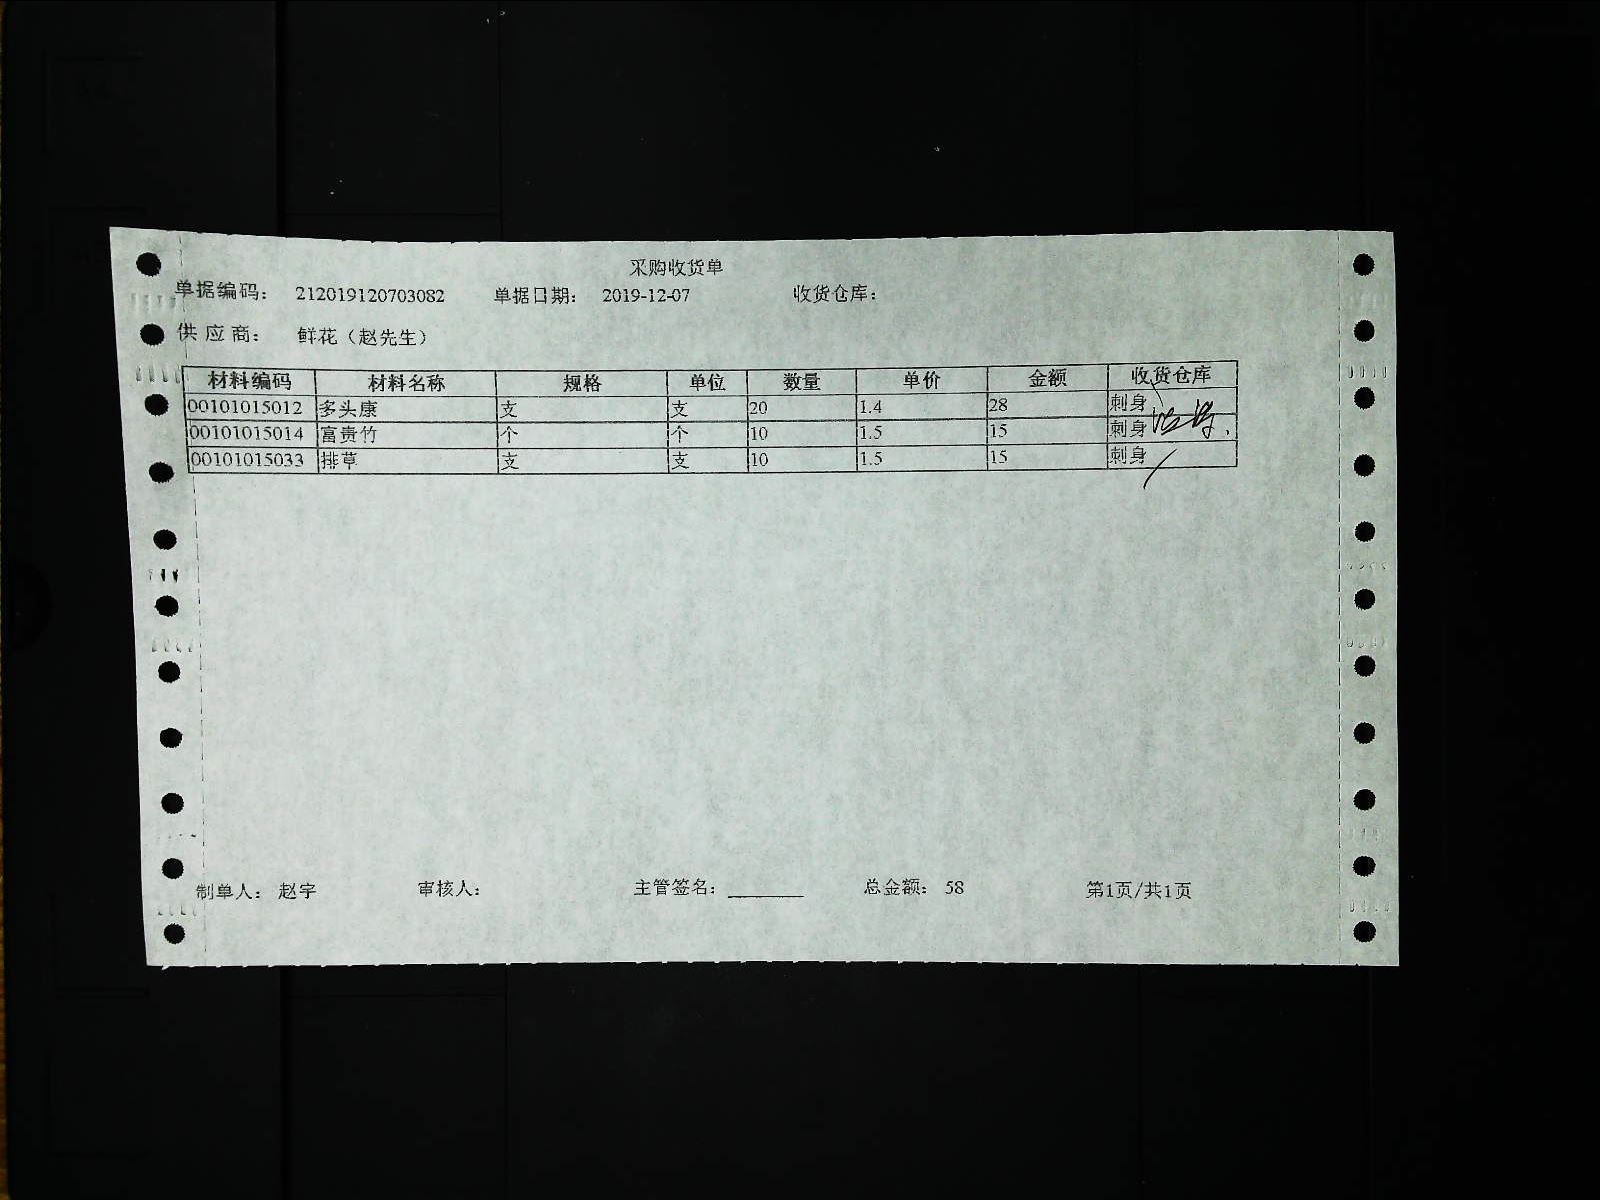 采购收货单
单据编码： 212019120703082 单据日期： 2019-12-07 收货仓库：
供应商： 鲜花（赵先生）
材料编码 材料名称 规格 单位 数量 单价 金额 收货仓库
00101015012 多头康 支 支 20 1.4 28 刺身
00101015014 富贵竹 个 个 10 1.5 15 刺身
00101015033 排草 支 支 10 1.5 15 刺身
制单人： 赵宇 审核人： 主管签名： 总金额： 58 第1页/共1页